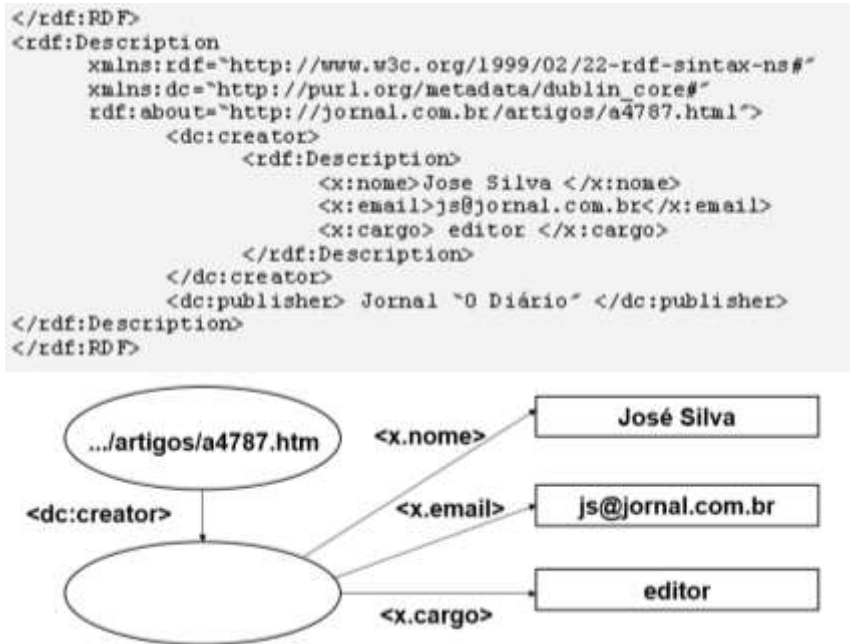 </rdf:RDF>
<rdf:Description
xmlns:rdf=‶http://www.w3c.org/1999/02/22-rdf-sintax-ns#″
xmlns:dc=‶http://purl.org/metadata/dublin_core#″
rdf:about=‶http://jornal.com.br/artigos/a4787.html″>
<dc:creator>
<rdf:Description>
<x:nome>Jose Silva </x:nome>
<x:email>js@jornal.com.br</x:email>
<x:cargo> editor </x:cargo>
</rdf:Description>
</dc:creator>
<dc:publisher> Jornal ‶O Diário″ </dc:publisher>
</rdf:Description>
</rdf:RDF>
.../artigos/a4787.htm
<x.nome>
José Silva
<dc:creator>
<x.email>
js@jornal.com.br
<x.cargo>
editor